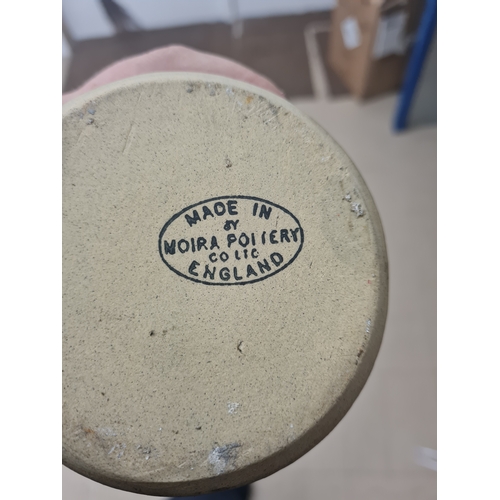 MADE IN
BY
MOIRA POTTERY
CO LTD
ENGLAND